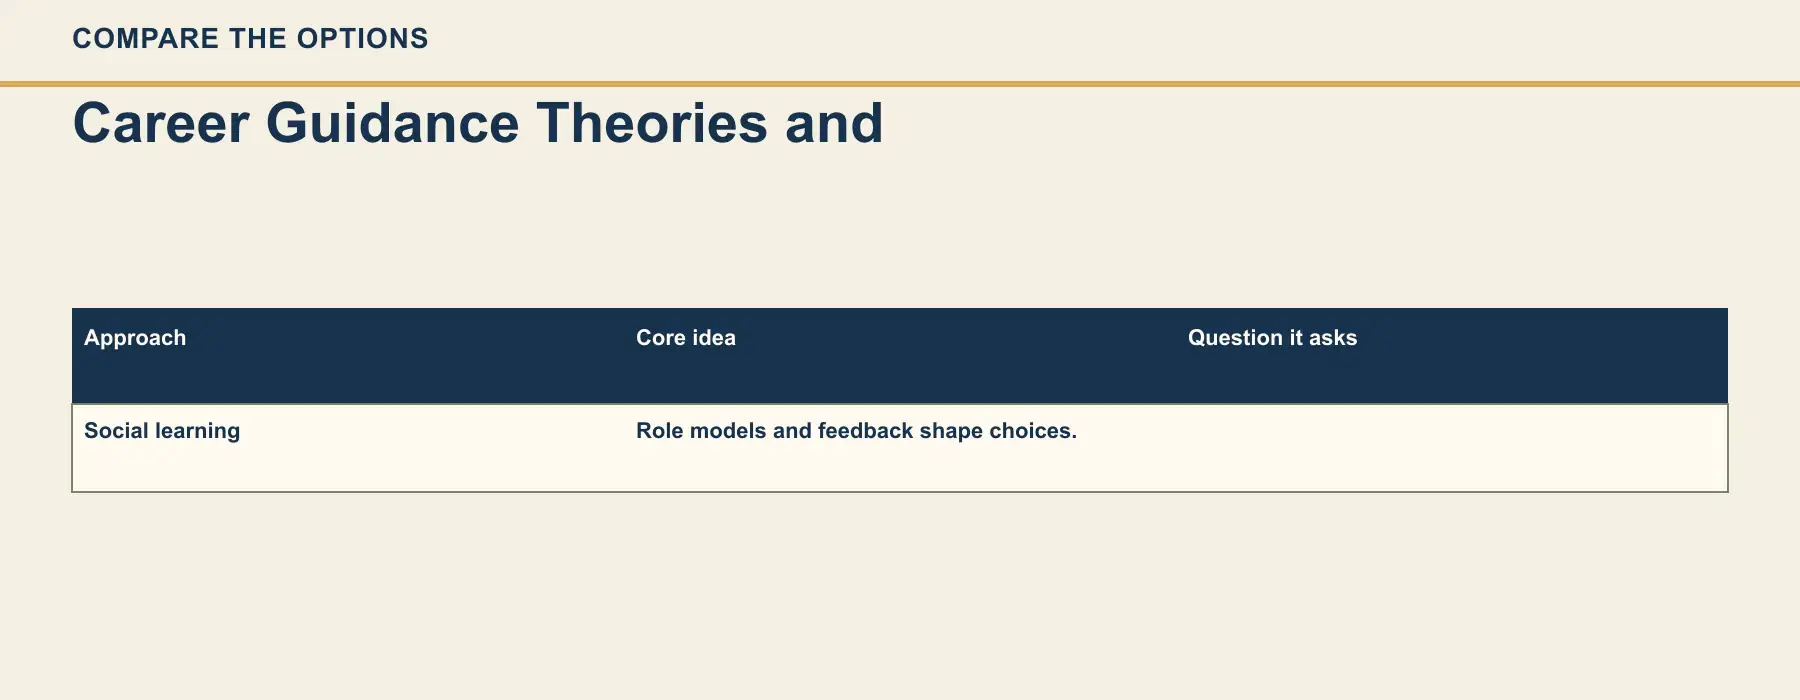 COMPARE THE OPTIONS
Career Guidance Theories and
Approach Core idea Question it asks
Social learning Role models and feedback shape choices.